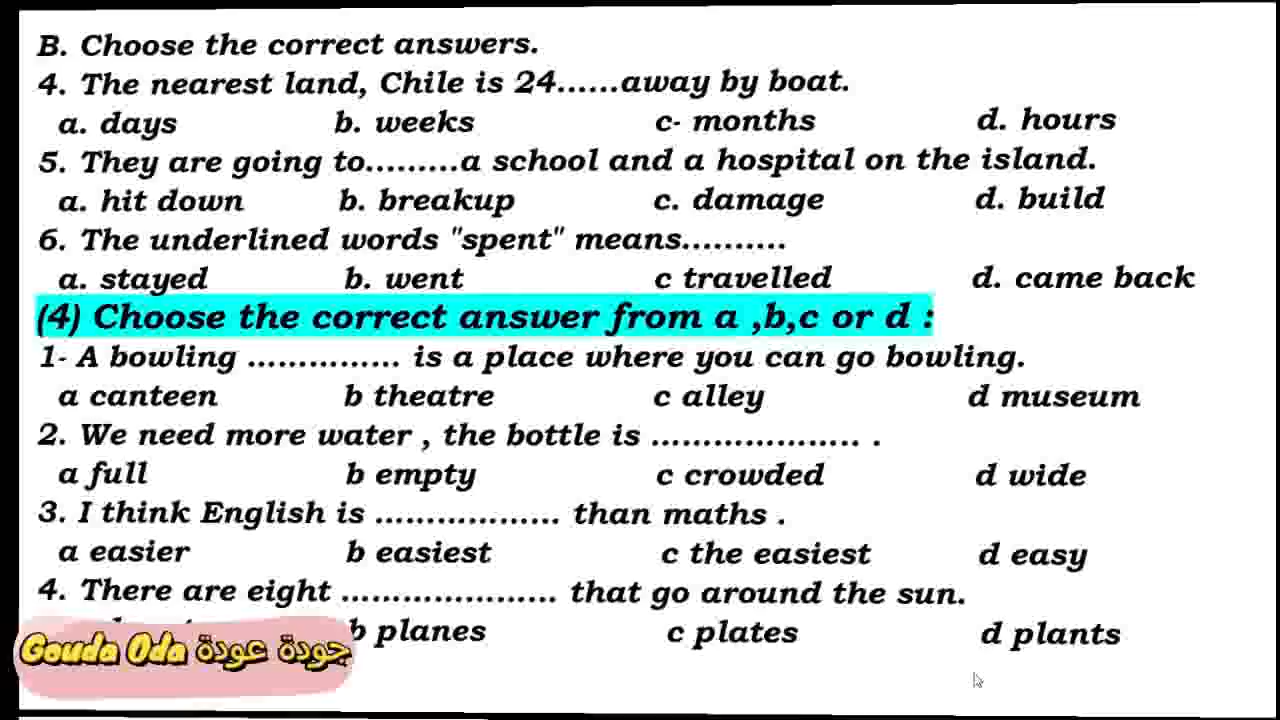 B. Choose the correct answers.
4. The nearest land, Chile is 24......away by boat.
a. days b. weeks c- months d. hours
5. They are going to.........a school and a hospital on the island.
a. hit down b. breakup c. damage d. build
6. The underlined words "spent" means..........
a. stayed b. went c travelled d. came back
(4) Choose the correct answer from a ,b,c or d :
1- A bowling ............... is a place where you can go bowling.
a canteen b theatre c alley d museum
2. We need more water , the bottle is ..................... .
a full b empty c crowded d wide
3. I think English is ................... than maths .
a easier b easiest c the easiest d easy
4. There are eight ...................... that go around the sun.
b planes c plates d plants
Gouda Oda جودة عودة